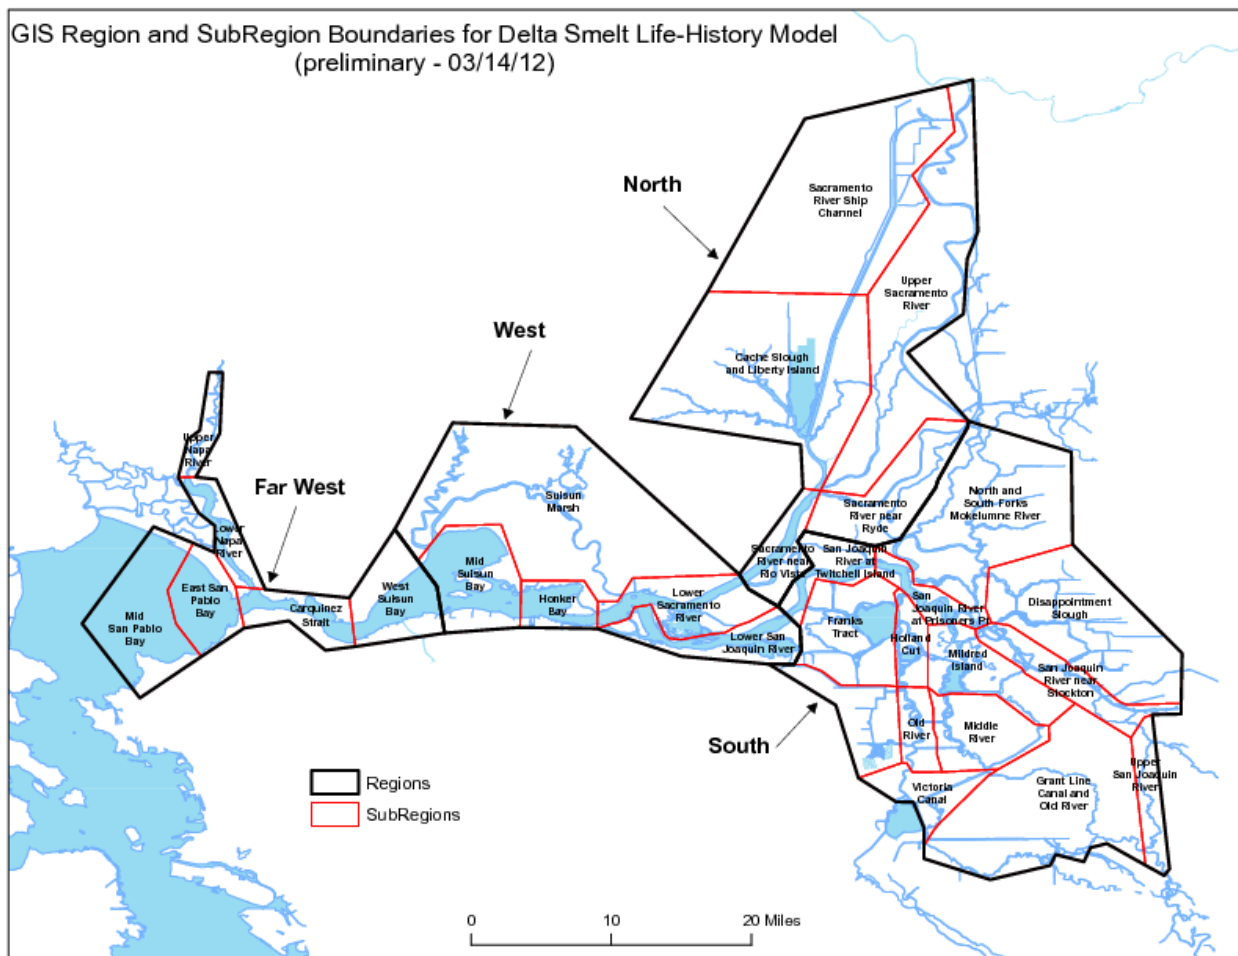 GIS Region and SubRegion Boundaries for Delta Smelt Life-History Model
(preliminary - 03/14/12)
North
Sacramento
River Ship
Channel
Upper
Sacramento
River
West
Cache Slough
and Liberty Island
Upper
Napa
River
Far West
Suisun
Marsh
North and
South Forks
Mokelumne River
Sacramento
River near
Ryde
Lower
Napa
River
Sacramento
River near
Rio Vista
San Joaquin
River at
Twitchell Island
Mid
Suisun
Bay
West
Suisun
Bay
East San
Pablo
Bay
Mid
San Pablo
Bay
Carquinez
Strait
Honker
Bay
Lower
Sacramento
River
Lower San
Joaquin River
San
Joaquin River
at Prisoners Pt
Disappointment
Slough
Franks
Tract
Holland
Cut
Mildred
Island
San Joaquin
River near
Stockton
South
Old
River
Middle
River
Upper
San Joaquin
River
Victoria
Canal
Grant Line
Canal and
Old River
Regions
SubRegions
0 10 20 Miles